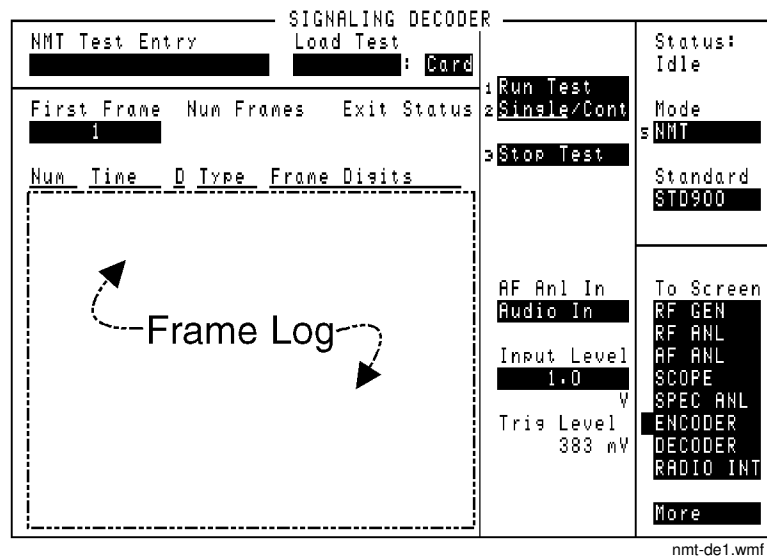 SIGNALING DECODER
NMT Test Entry
Load Test
: Card
First Frame
1
Num Frames
Exit Status
Num Time D Type Frame Digits
Frame Log
1 Run Test
2 Single/Cont
3 Stop Test
AF Anl In
Audio In
Input Level
1.0
V
Trig Level
383 mV
Status:
Idle
Mode
5 NMT
Standard
STD900
To Screen
RF GEN
RF ANL
AF ANL
SCOPE
SPEC ANL
ENCODER
DECODER
RADIO INT
More
nmt-de1.wmf